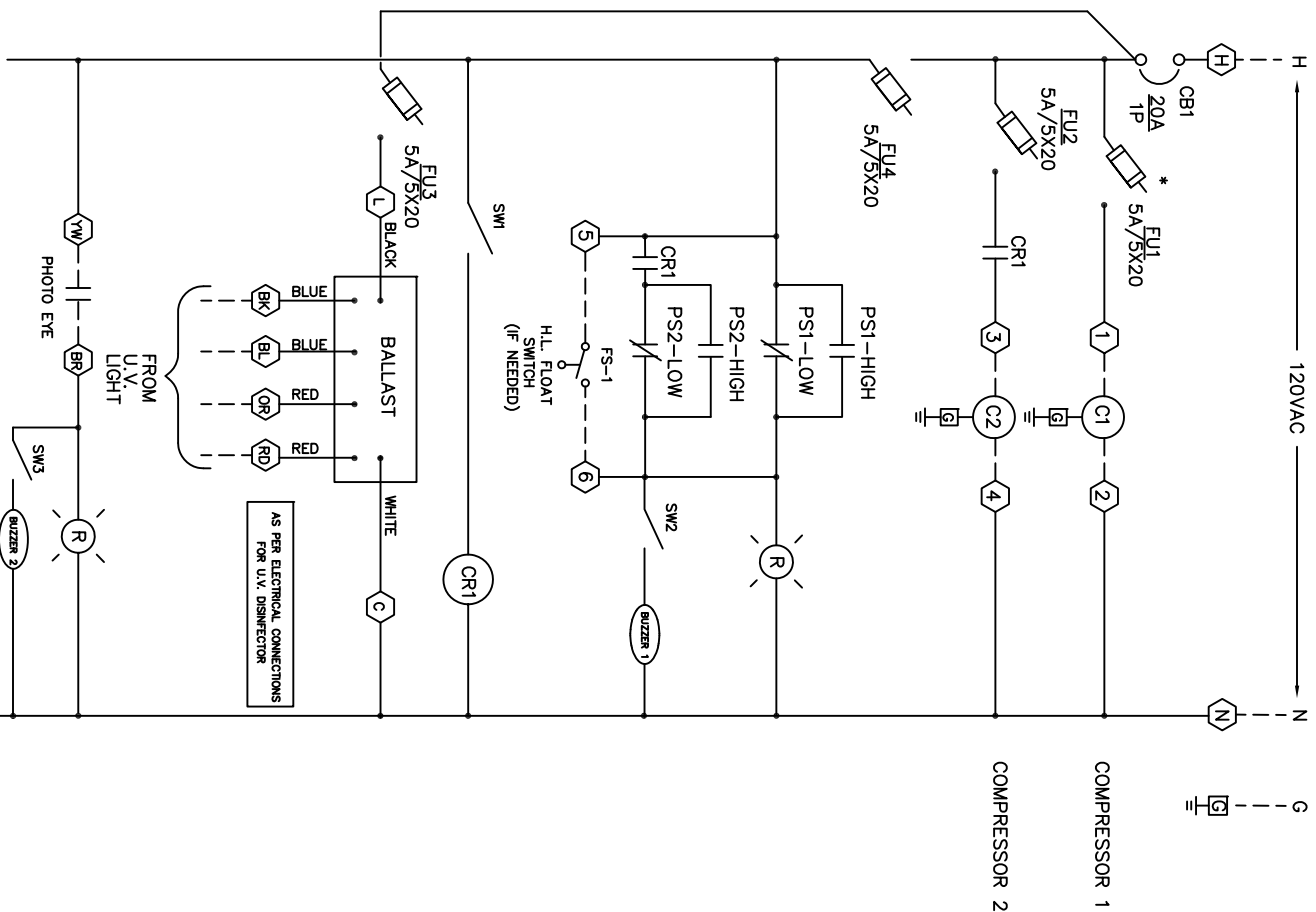 H
120VAC
N
G
H
N
G
CB1
20A
1P
*
FU1
5A/5X20
1
C1
G
2
COMPRESSOR 1
FU2
5A/5X20
CR1
3
C2
G
4
COMPRESSOR 2
FU4
5A/5X20
PS1-HIGH
PS1-LOW
R
PS2-HIGH
CR1
PS2-LOW
SW2
BUZZER 1
5
FS-1
6
H.L. FLOAT
SWITCH
(IF NEEDED)
SW1
CR1
FU3
5A/5X20
L
BLACK
BALLAST
WHITE
C
BLUE
BK
BLUE
BL
RED
OR
RED
RD
FROM
U.V.
LIGHT
AS PER ELECTRICAL CONNECTIONS
FOR U.V. DISINFECTOR
YW
PHOTO EYE
BR
R
SW3
BUZZER 2